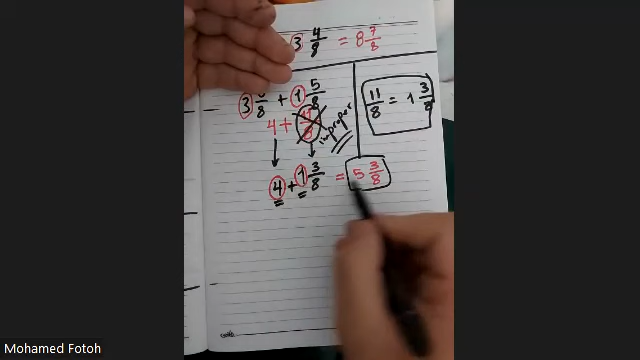 3 4/8 = 8 7/8
3 6/8 + 1 5/8
4 + 11/8 improper
11/8 = 1 3/8
4 + 1 3/8 = 5 3/8
Mohamed Fotoh